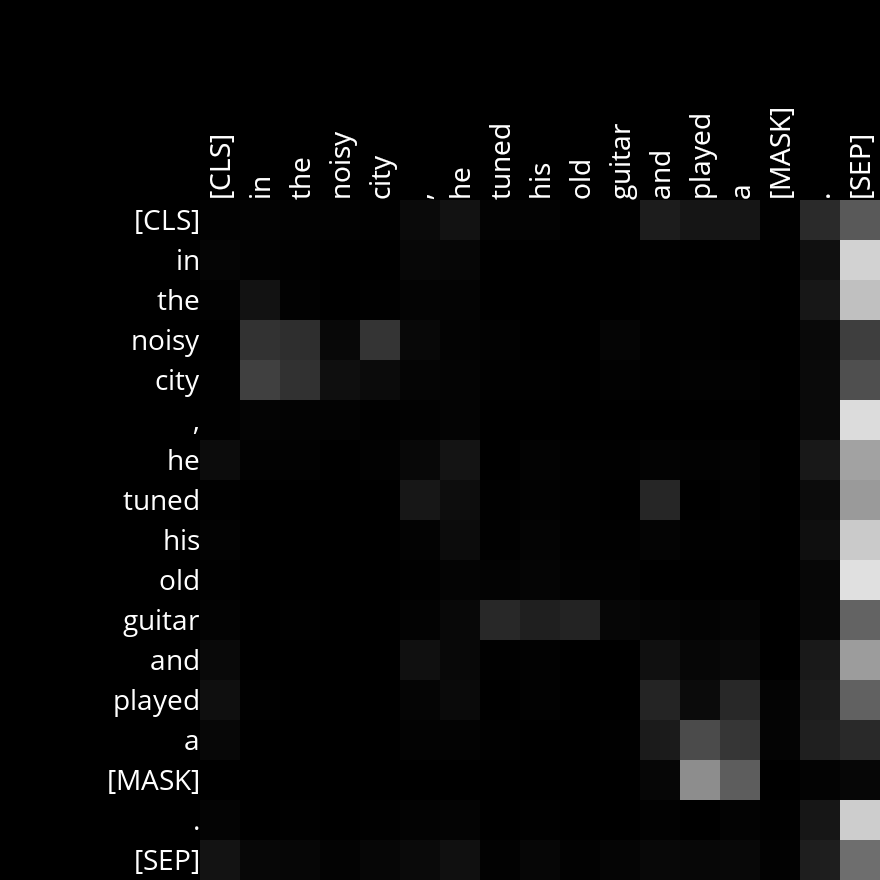 [CLS] in the noisy city , he tuned his old guitar and played a [MASK] . [SEP]
[CLS]
in
the
noisy
city
,
he
tuned
his
old
guitar
and
played
a
[MASK]
.
[SEP]